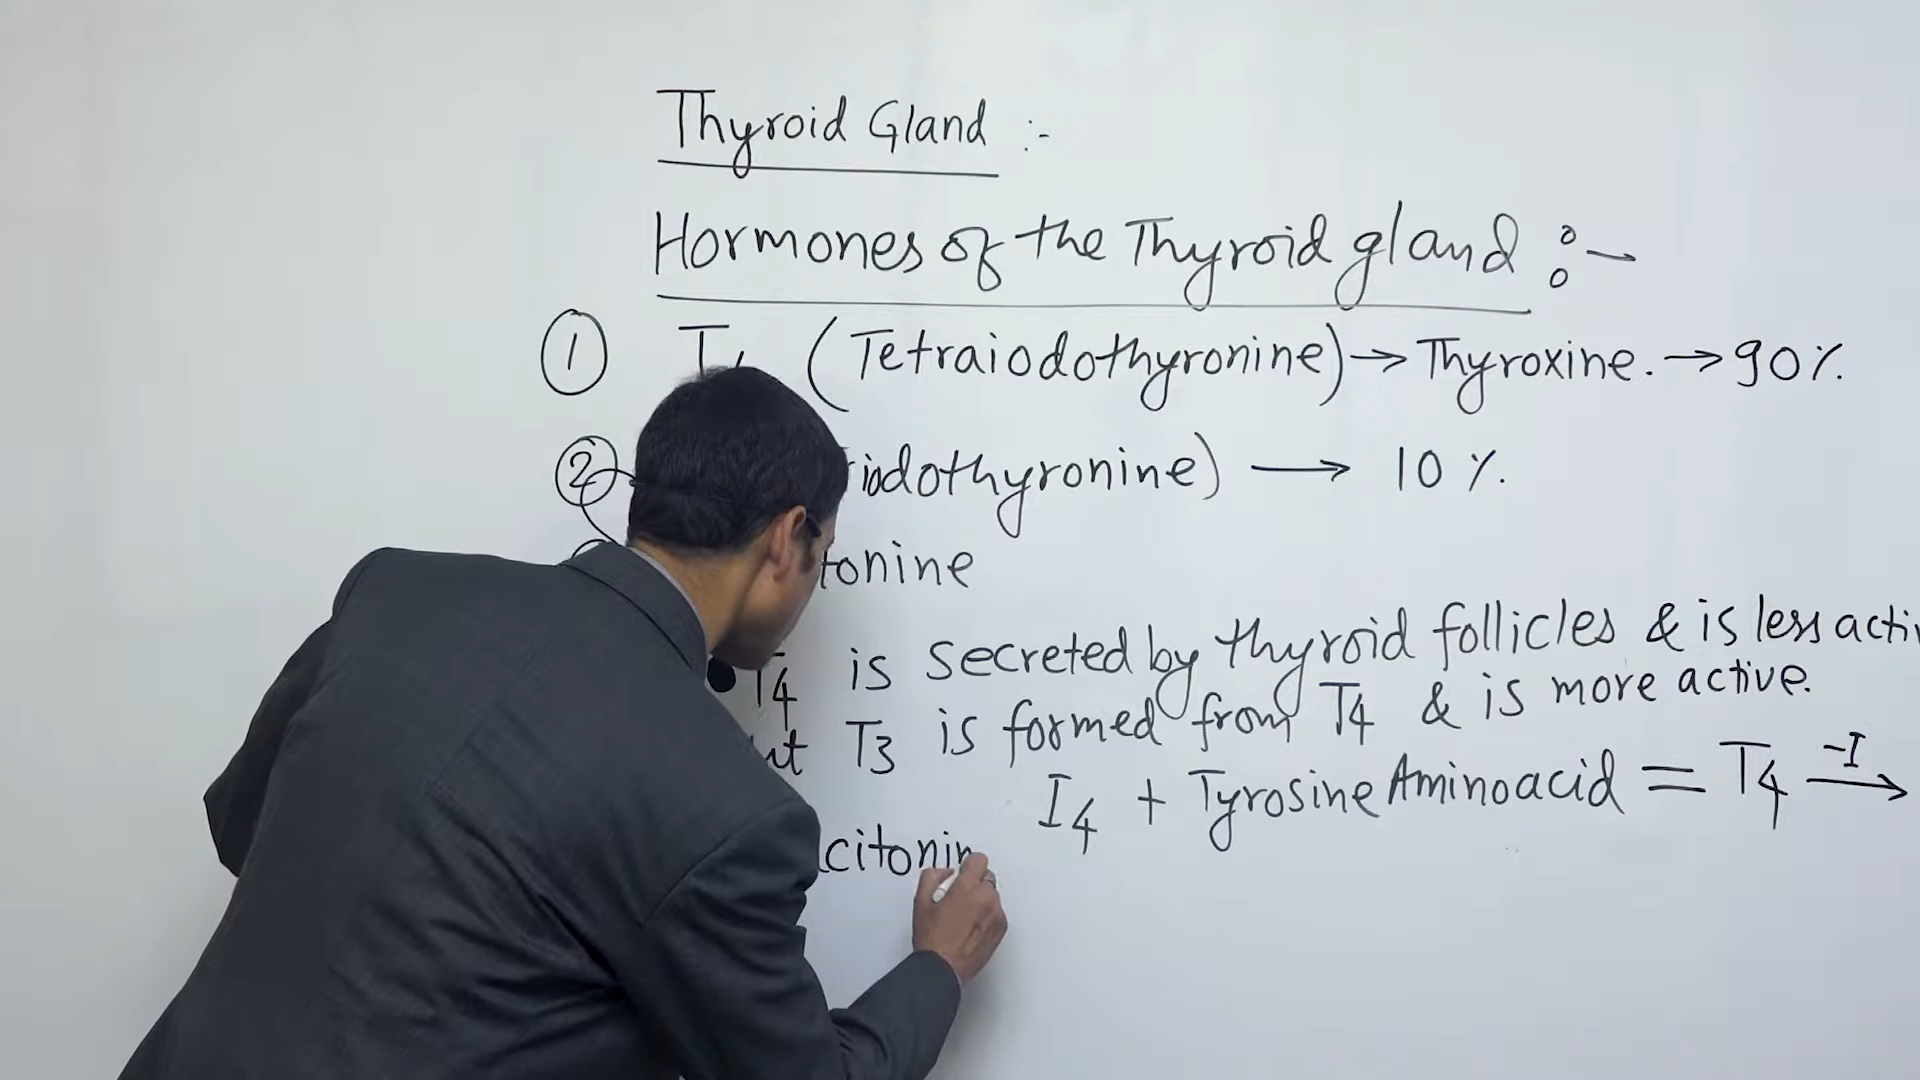 Thyroid Gland :-
Hormones of the Thyroid gland :-
① (Tetraiodothyronine) → Thyroxine. → 90%.
② iodothyronine) → 10%.
tonine
T4 is secreted by thyroid follicles & is less acti
T3 is formed from T4 & is more active.
I4 + Tyrosine Aminoacid = T4 -I →
citonin